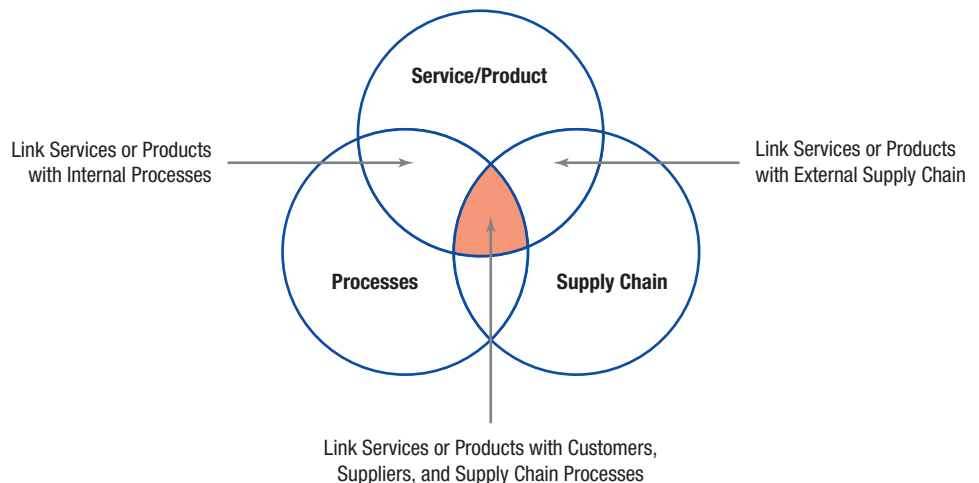 Service/Product
Link Services or Products
with Internal Processes
Link Services or Products
with External Supply Chain
Processes
Supply Chain
Link Services or Products with Customers,
Suppliers, and Supply Chain Processes